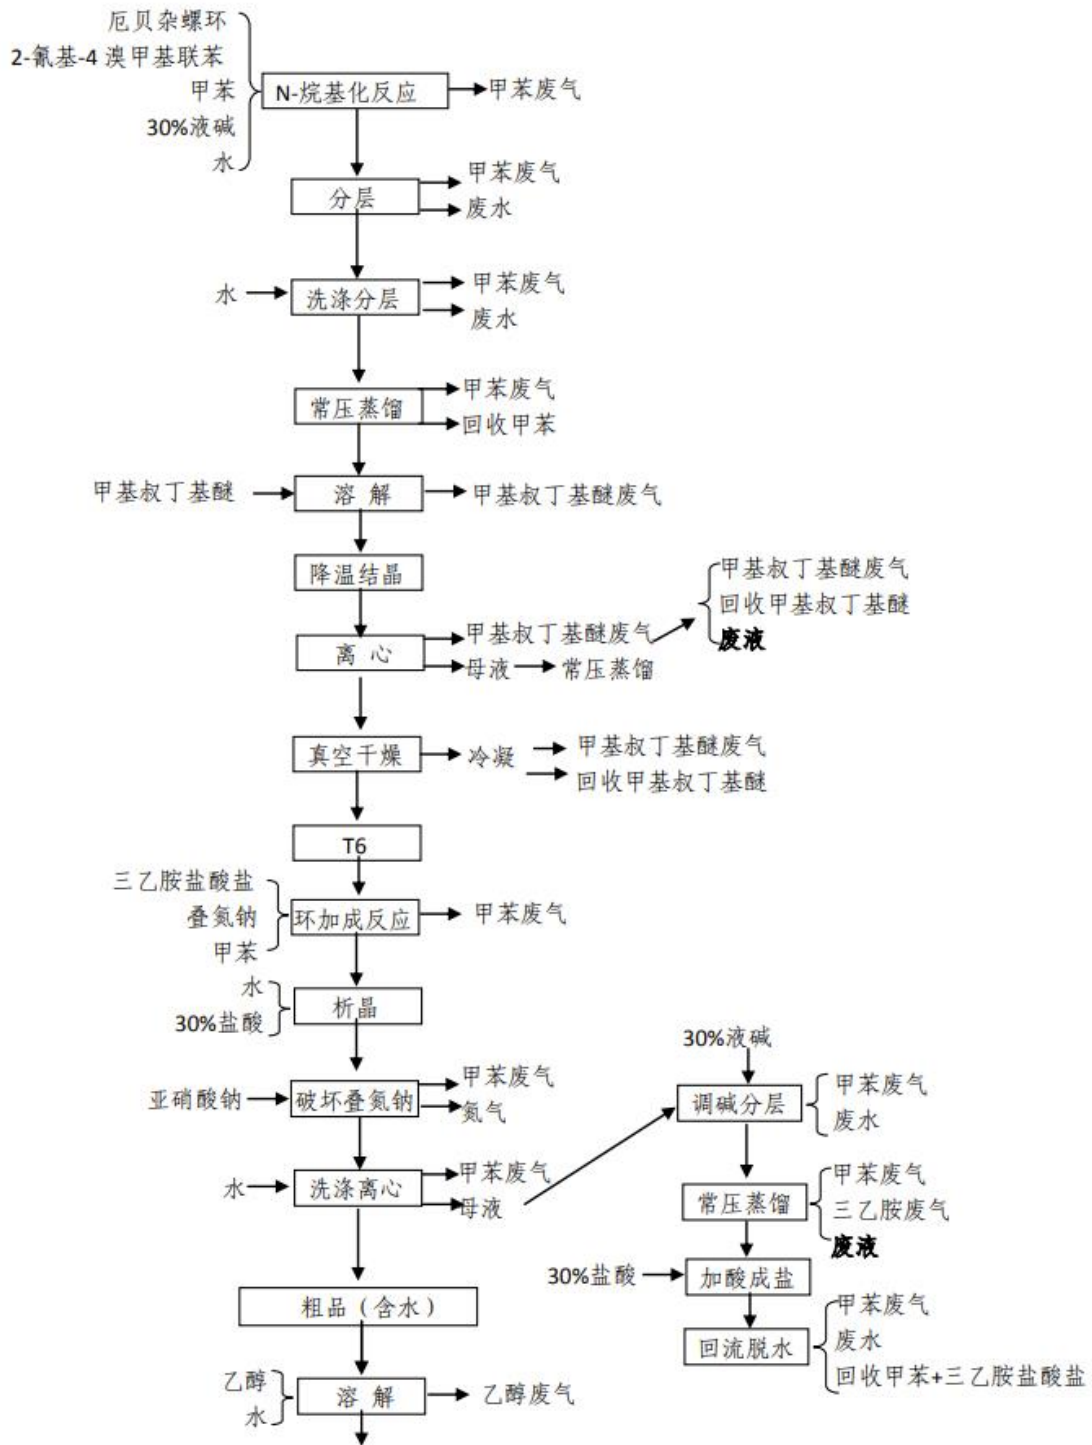 厄贝杂螺环
2-氰基-4 溴甲基联苯
甲苯
30%液碱
水
N-烷基化反应
甲苯废气
分层
甲苯废气
废水
水
洗涤分层
甲苯废气
废水
常压蒸馏
甲苯废气
回收甲苯
甲基叔丁基醚
溶 解
甲基叔丁基醚废气
降温结晶
离 心
甲基叔丁基醚废气
母液
常压蒸馏
甲基叔丁基醚废气
回收甲基叔丁基醚
废液
真空干燥
冷凝
甲基叔丁基醚废气
回收甲基叔丁基醚
T6
三乙胺盐酸盐
叠氮钠
甲苯
环加成反应
甲苯废气
水
30%盐酸
析晶
亚硝酸钠
破坏叠氮钠
甲苯废气
氮气
水
洗涤离心
甲苯废气
母液
30%液碱
调碱分层
甲苯废气
废水
常压蒸馏
甲苯废气
三乙胺废气
废液
30%盐酸
加酸成盐
回流脱水
甲苯废气
废水
回收甲苯+三乙胺盐酸盐
粗品（含水）
乙醇
水
溶 解
乙醇废气